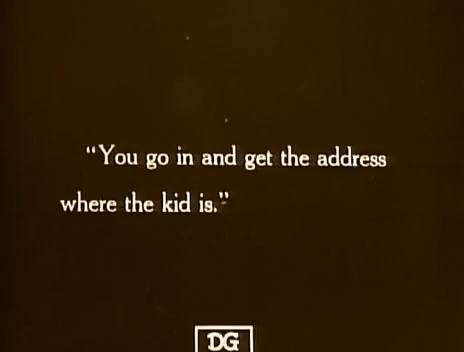 “You go in and get the address
where the kid is.”
DG